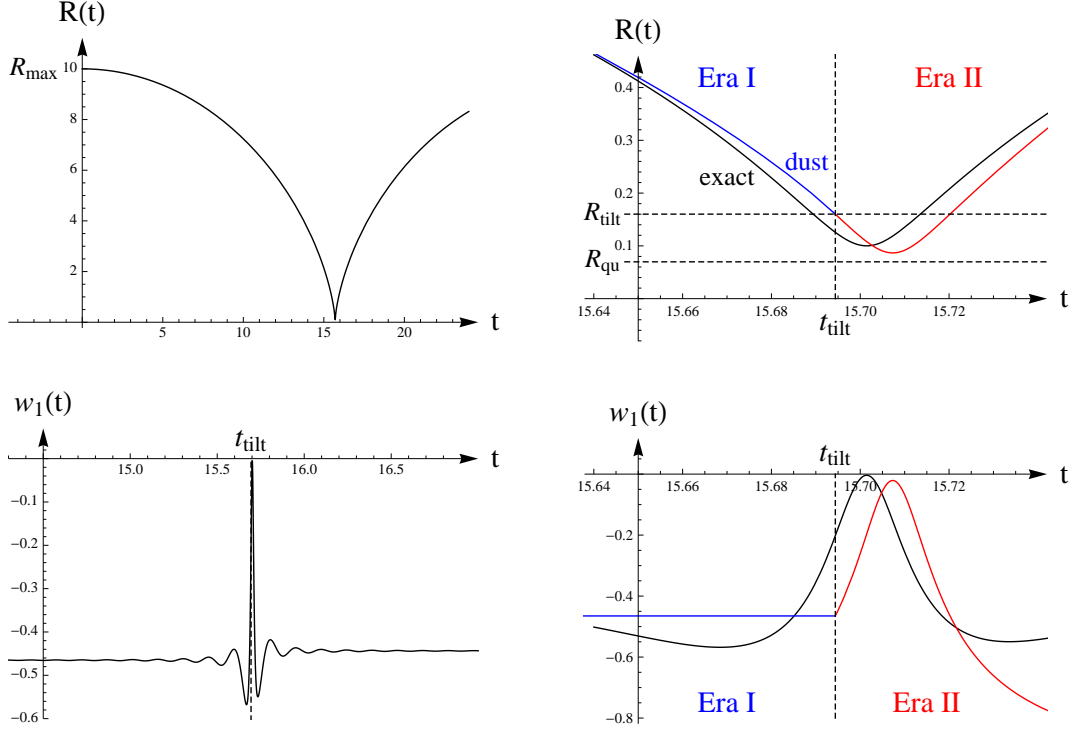 R(t)
R_max
10
8
6
4
2
5
10
15
20
t
R(t)
Era I
Era II
0.4
0.3
0.2
0.1
dust
exact
R_tilt
R_qu
15.64
15.66
15.68
15.70
15.72
t
t_tilt
w_1(t)
t_tilt
15.0
15.5
16.0
16.5
t
−0.1
−0.2
−0.3
−0.4
−0.5
−0.6
w_1(t)
t_tilt
15.64
15.66
15.68
15.70
15.72
t
−0.2
−0.4
−0.6
−0.8
Era I
Era II